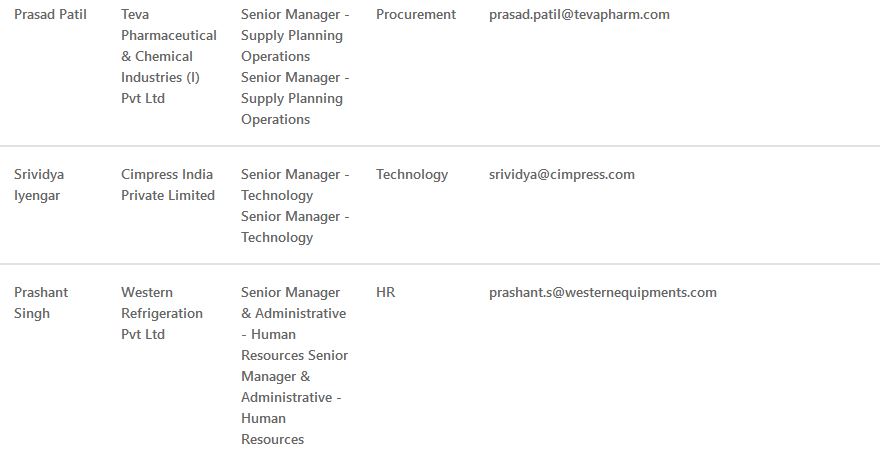 Prasad Patil
Teva
Pharmaceutical
& Chemical
Industries (I)
Pvt Ltd
Senior Manager -
Supply Planning
Operations
Senior Manager -
Supply Planning
Operations
Procurement
prasad.patil@tevapharm.com
Srividya
Iyengar
Cimpress India
Private Limited
Senior Manager -
Technology
Senior Manager -
Technology
Technology
srividya@cimpress.com
Prashant
Singh
Western
Refrigeration
Pvt Ltd
Senior Manager
& Administrative
- Human
Resources Senior
Manager &
Administrative -
Human
Resources
HR
prashant.s@westernequipments.com